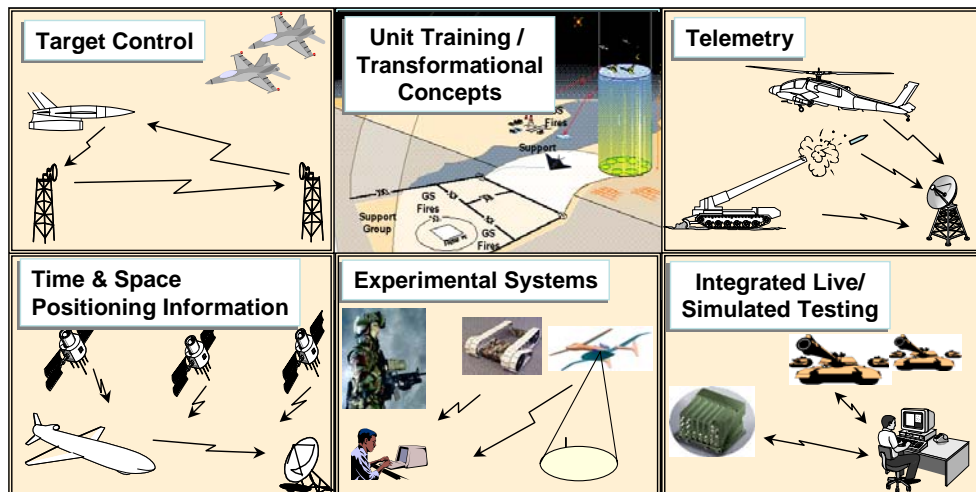 Target Control
Unit Training /
Transformational
Concepts
Telemetry
GS
Fires
Support
GS
Fires
Support
Group
GS
Fires
Time & Space
Positioning Information
Experimental Systems
Integrated Live/
Simulated Testing